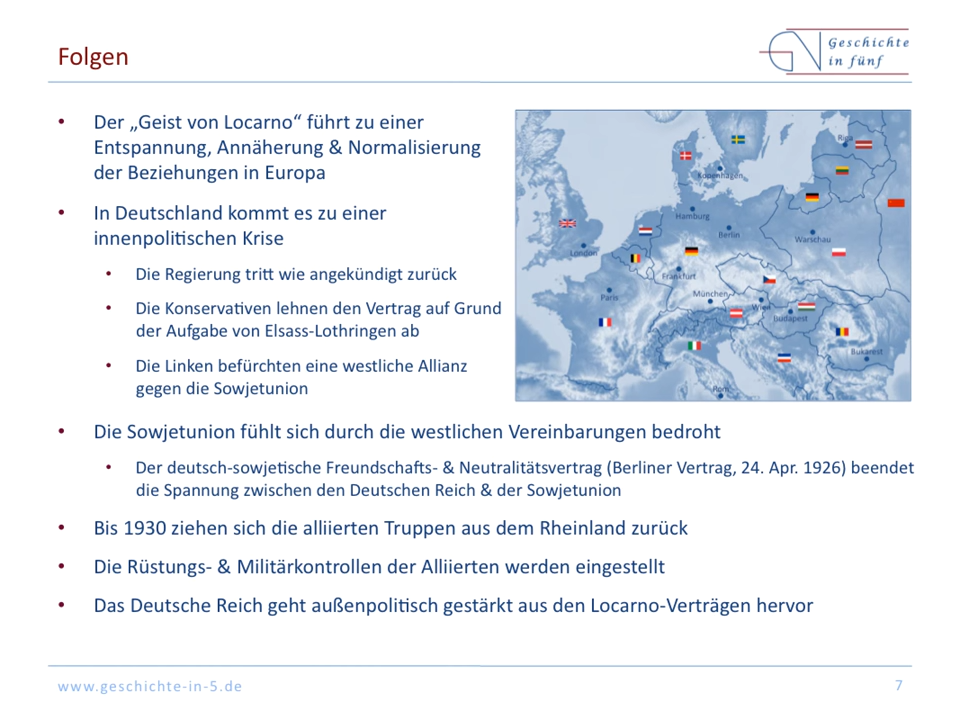 Folgen
Geschichte
in fünf
• Der „Geist von Locarno“ führt zu einer
Entspannung, Annäherung & Normalisierung
der Beziehungen in Europa
• In Deutschland kommt es zu einer
innenpolitischen Krise
• Die Regierung tritt wie angekündigt zurück
• Die Konservativen lehnen den Vertrag auf Grund
der Aufgabe von Elsass-Lothringen ab
• Die Linken befürchten eine westliche Allianz
gegen die Sowjetunion
Riga
Kopenhagen
Hamburg
Berlin
Warschau
London
Frankfurt
Paris
München
Wien
Budapest
Bukarest
Rom
• Die Sowjetunion fühlt sich durch die westlichen Vereinbarungen bedroht
• Der deutsch-sowjetische Freundschafts- & Neutralitätsvertrag (Berliner Vertrag, 24. Apr. 1926) beendet
die Spannung zwischen den Deutschen Reich & der Sowjetunion
• Bis 1930 ziehen sich die alliierten Truppen aus dem Rheinland zurück
• Die Rüstungs- & Militärkontrollen der Alliierten werden eingestellt
• Das Deutsche Reich geht außenpolitisch gestärkt aus den Locarno-Verträgen hervor
www.geschichte-in-5.de
7